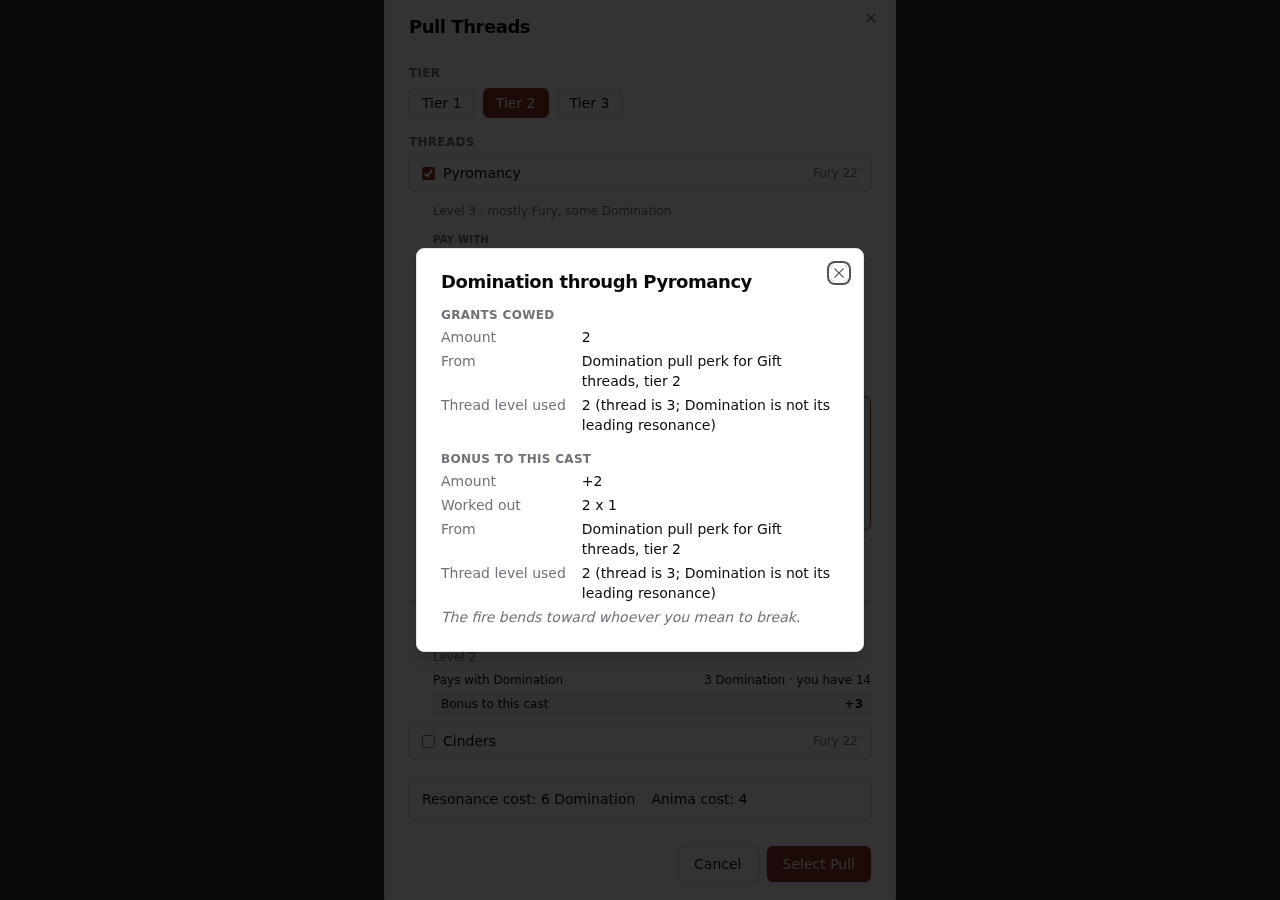 Pull Threads
TIER
Tier 1
Tier 2
Tier 3
THREADS
Pyromancy
Fury 22
Level 3 · mostly Fury, some Domination
PAY WITH
Domination through Pyromancy
GRANTS COWED
Amount 2
From Domination pull perk for Gift
threads, tier 2
Thread level used 2 (thread is 3; Domination is not its
leading resonance)
BONUS TO THIS CAST
Amount +2
Worked out 2 x 1
From Domination pull perk for Gift
threads, tier 2
Thread level used 2 (thread is 3; Domination is not its
leading resonance)
The fire bends toward whoever you mean to break.
Level 2
Pays with Domination 3 Domination · you have 14
Bonus to this cast +3
Cinders
Fury 22
Resonance cost: 6 Domination Anima cost: 4
Cancel
Select Pull